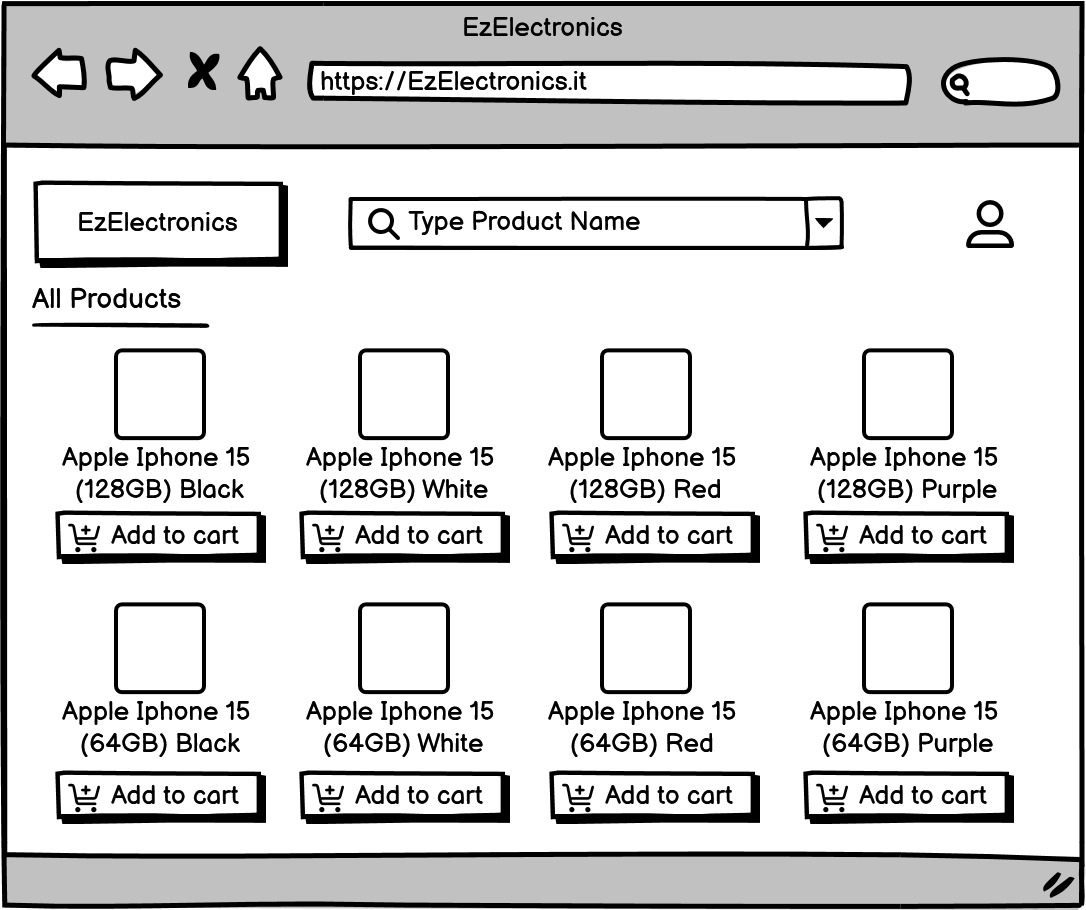 EzElectronics
https://EzElectronics.it
EzElectronics
Type Product Name
All Products
Apple Iphone 15
(128GB) Black
Apple Iphone 15
(128GB) White
Apple Iphone 15
(128GB) Red
Apple Iphone 15
(128GB) Purple
Add to cart
Add to cart
Add to cart
Add to cart
Apple Iphone 15
(64GB) Black
Apple Iphone 15
(64GB) White
Apple Iphone 15
(64GB) Red
Apple Iphone 15
(64GB) Purple
Add to cart
Add to cart
Add to cart
Add to cart